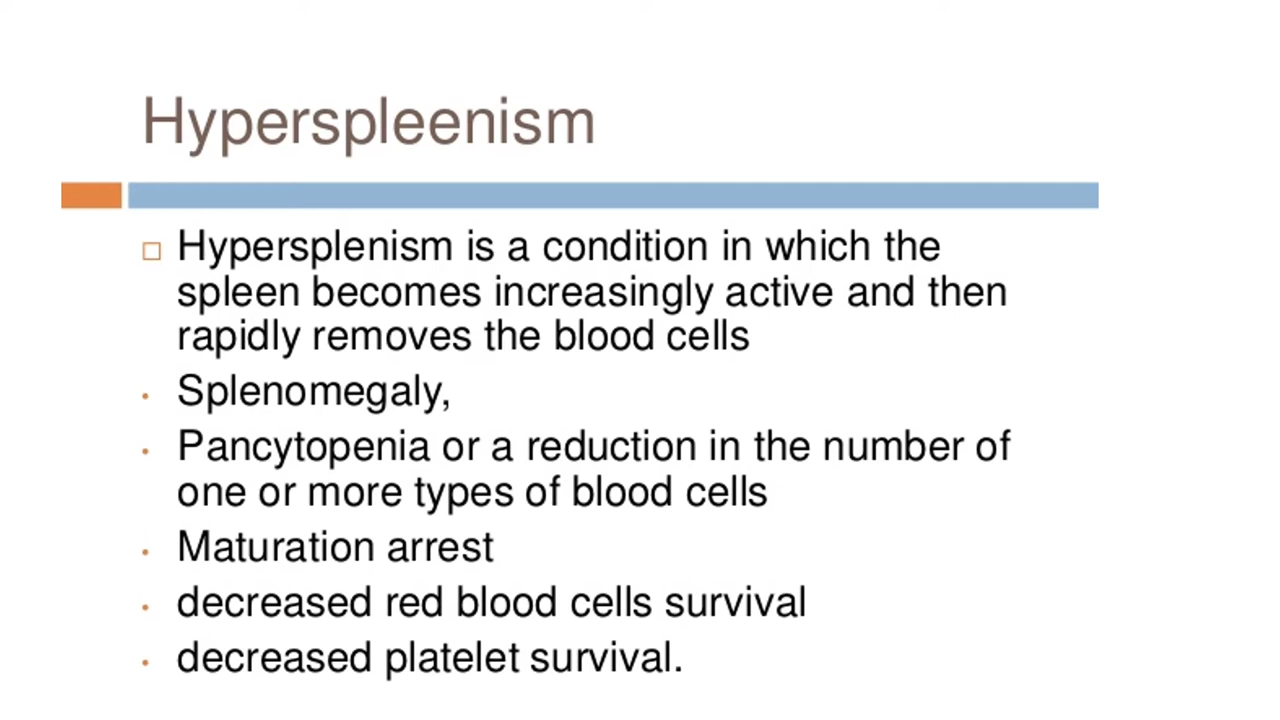 Hyperspleenism
Hypersplenism is a condition in which the
spleen becomes increasingly active and then
rapidly removes the blood cells
Splenomegaly,
Pancytopenia or a reduction in the number of
one or more types of blood cells
Maturation arrest
decreased red blood cells survival
decreased platelet survival.